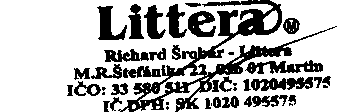 Littera
Richard Šrobár - Littera
M.R.Štefánika 22, 036 01 Martin
IČO: 33 580 511 DIČ: 1020495575
IČ DPH: SK 1020 495575